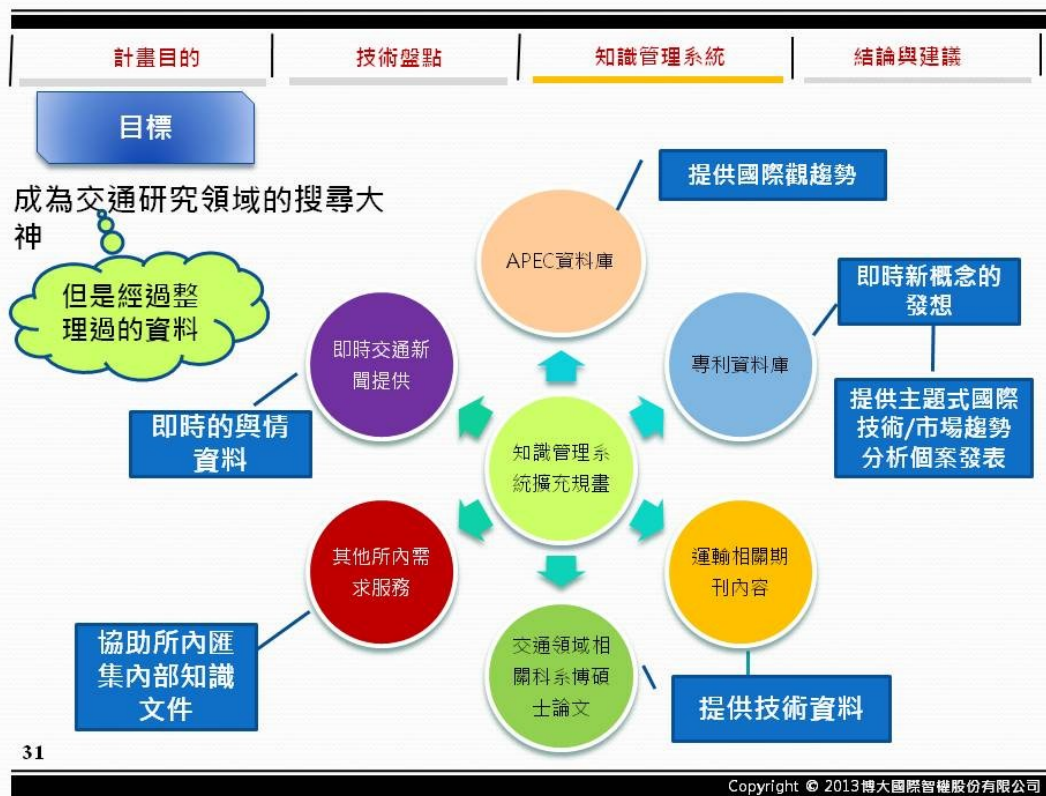 計畫目的
技術盤點
知識管理系統
結論與建議
目標
成為交通研究領域的搜尋大
神
但是經過整
理過的資料
提供國際觀趨勢
APEC資料庫
即時新概念的
發想
即時交通新
聞提供
專利資料庫
即時的與情
資料
知識管理系
統擴充規畫
提供主題式國際
技術/市場趨勢
分析個案發表
其他所內需
求服務
運輸相關期
刊內容
協助所內匯
集內部知識
文件
交通領域相
關科系博碩
士論文
提供技術資料
31
Copyright © 2013博大國際智權股份有限公司